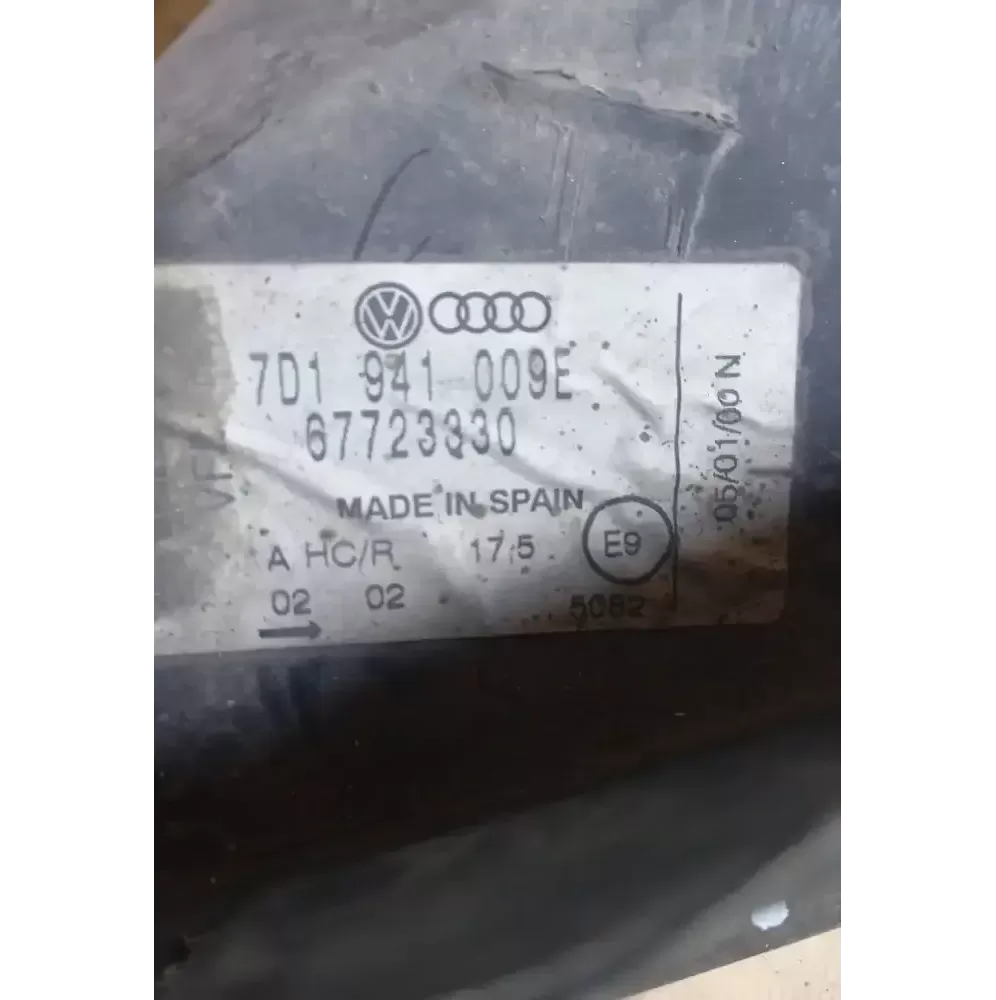 7D1 941 009E
67723330
MADE IN SPAIN
A HC/R 17,5 E9
02 02 5082
05/01/00 N